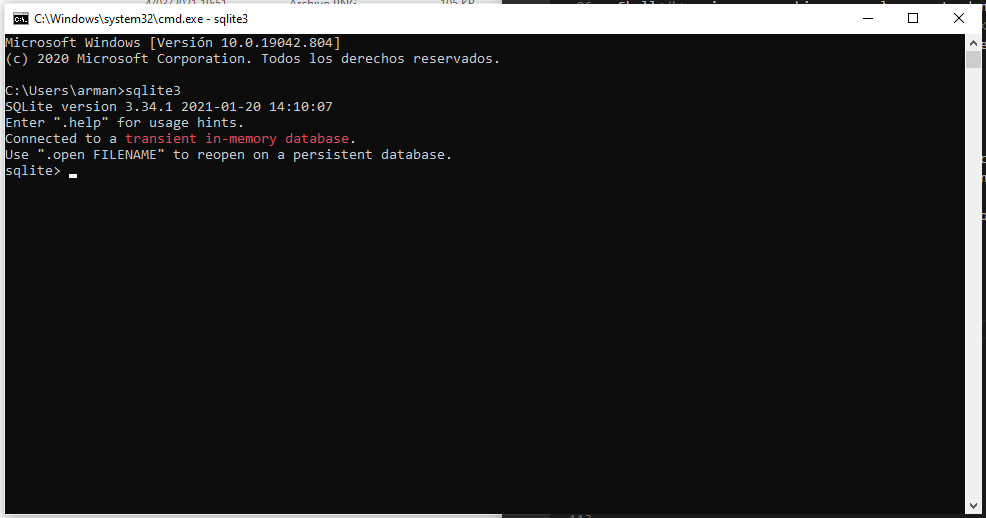 C:\Windows\system32\cmd.exe - sqlite3
Microsoft Windows [Versión 10.0.19042.804]
(c) 2020 Microsoft Corporation. Todos los derechos reservados.
C:\Users\arman>sqlite3
SQLite version 3.34.1 2021-01-20 14:10:07
Enter ".help" for usage hints.
Connected to a transient in-memory database.
Use ".open FILENAME" to reopen on a persistent database.
sqlite>